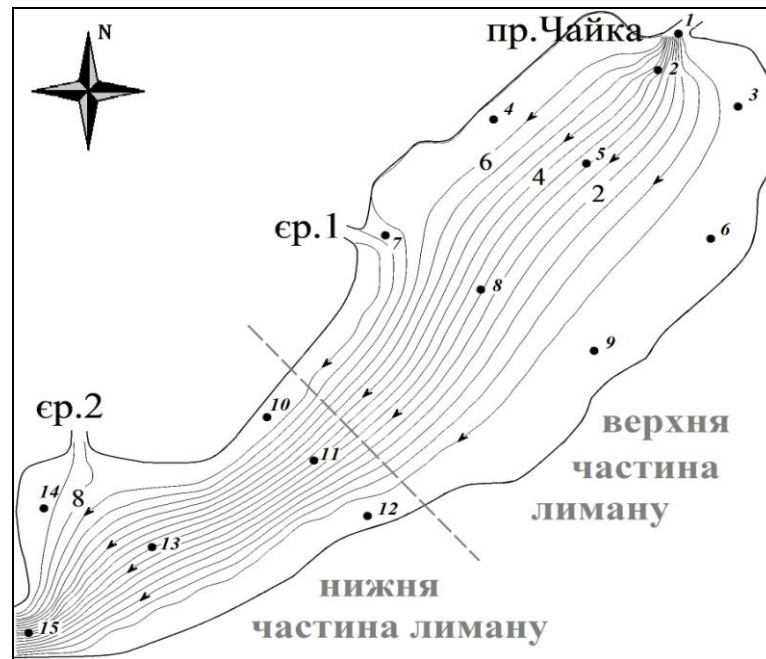 N
пр.Чайка
1
2
3
4
6
4
5
2
єр.1
7
6
8
9
єр.2
10
верхня
частина
лиману
11
14
8
12
13
нижня
частина лиману
15